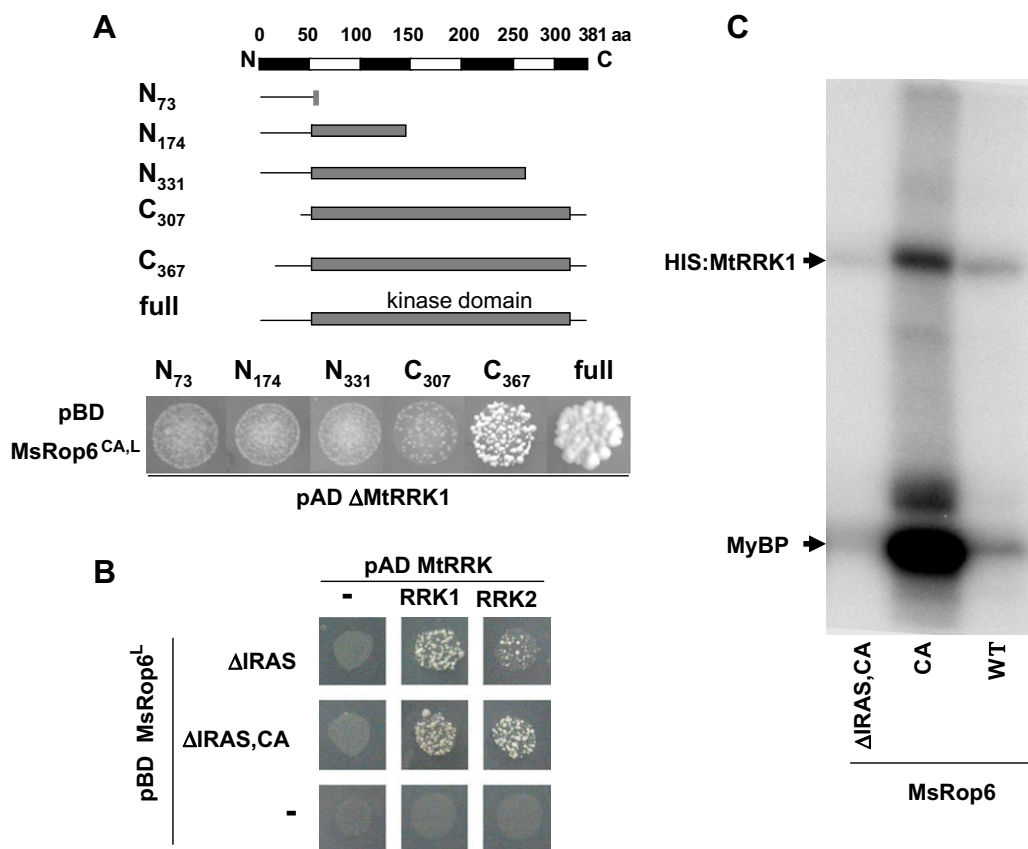 A
0 50 100 150 200 250 300 381 aa
N C
N73
N174
N331
C307
C367
full
kinase domain
N73 N174 N331 C307 C367 full
pBD
MsRop6CA,L
pAD ΔMtRRK1
B
pAD MtRRK
- RRK1 RRK2
pBD MsRop6L
ΔIRAS
ΔIRAS,CA
-
C
HIS:MtRRK1
MyBP
ΔIRAS,CA
CA
WT
MsRop6